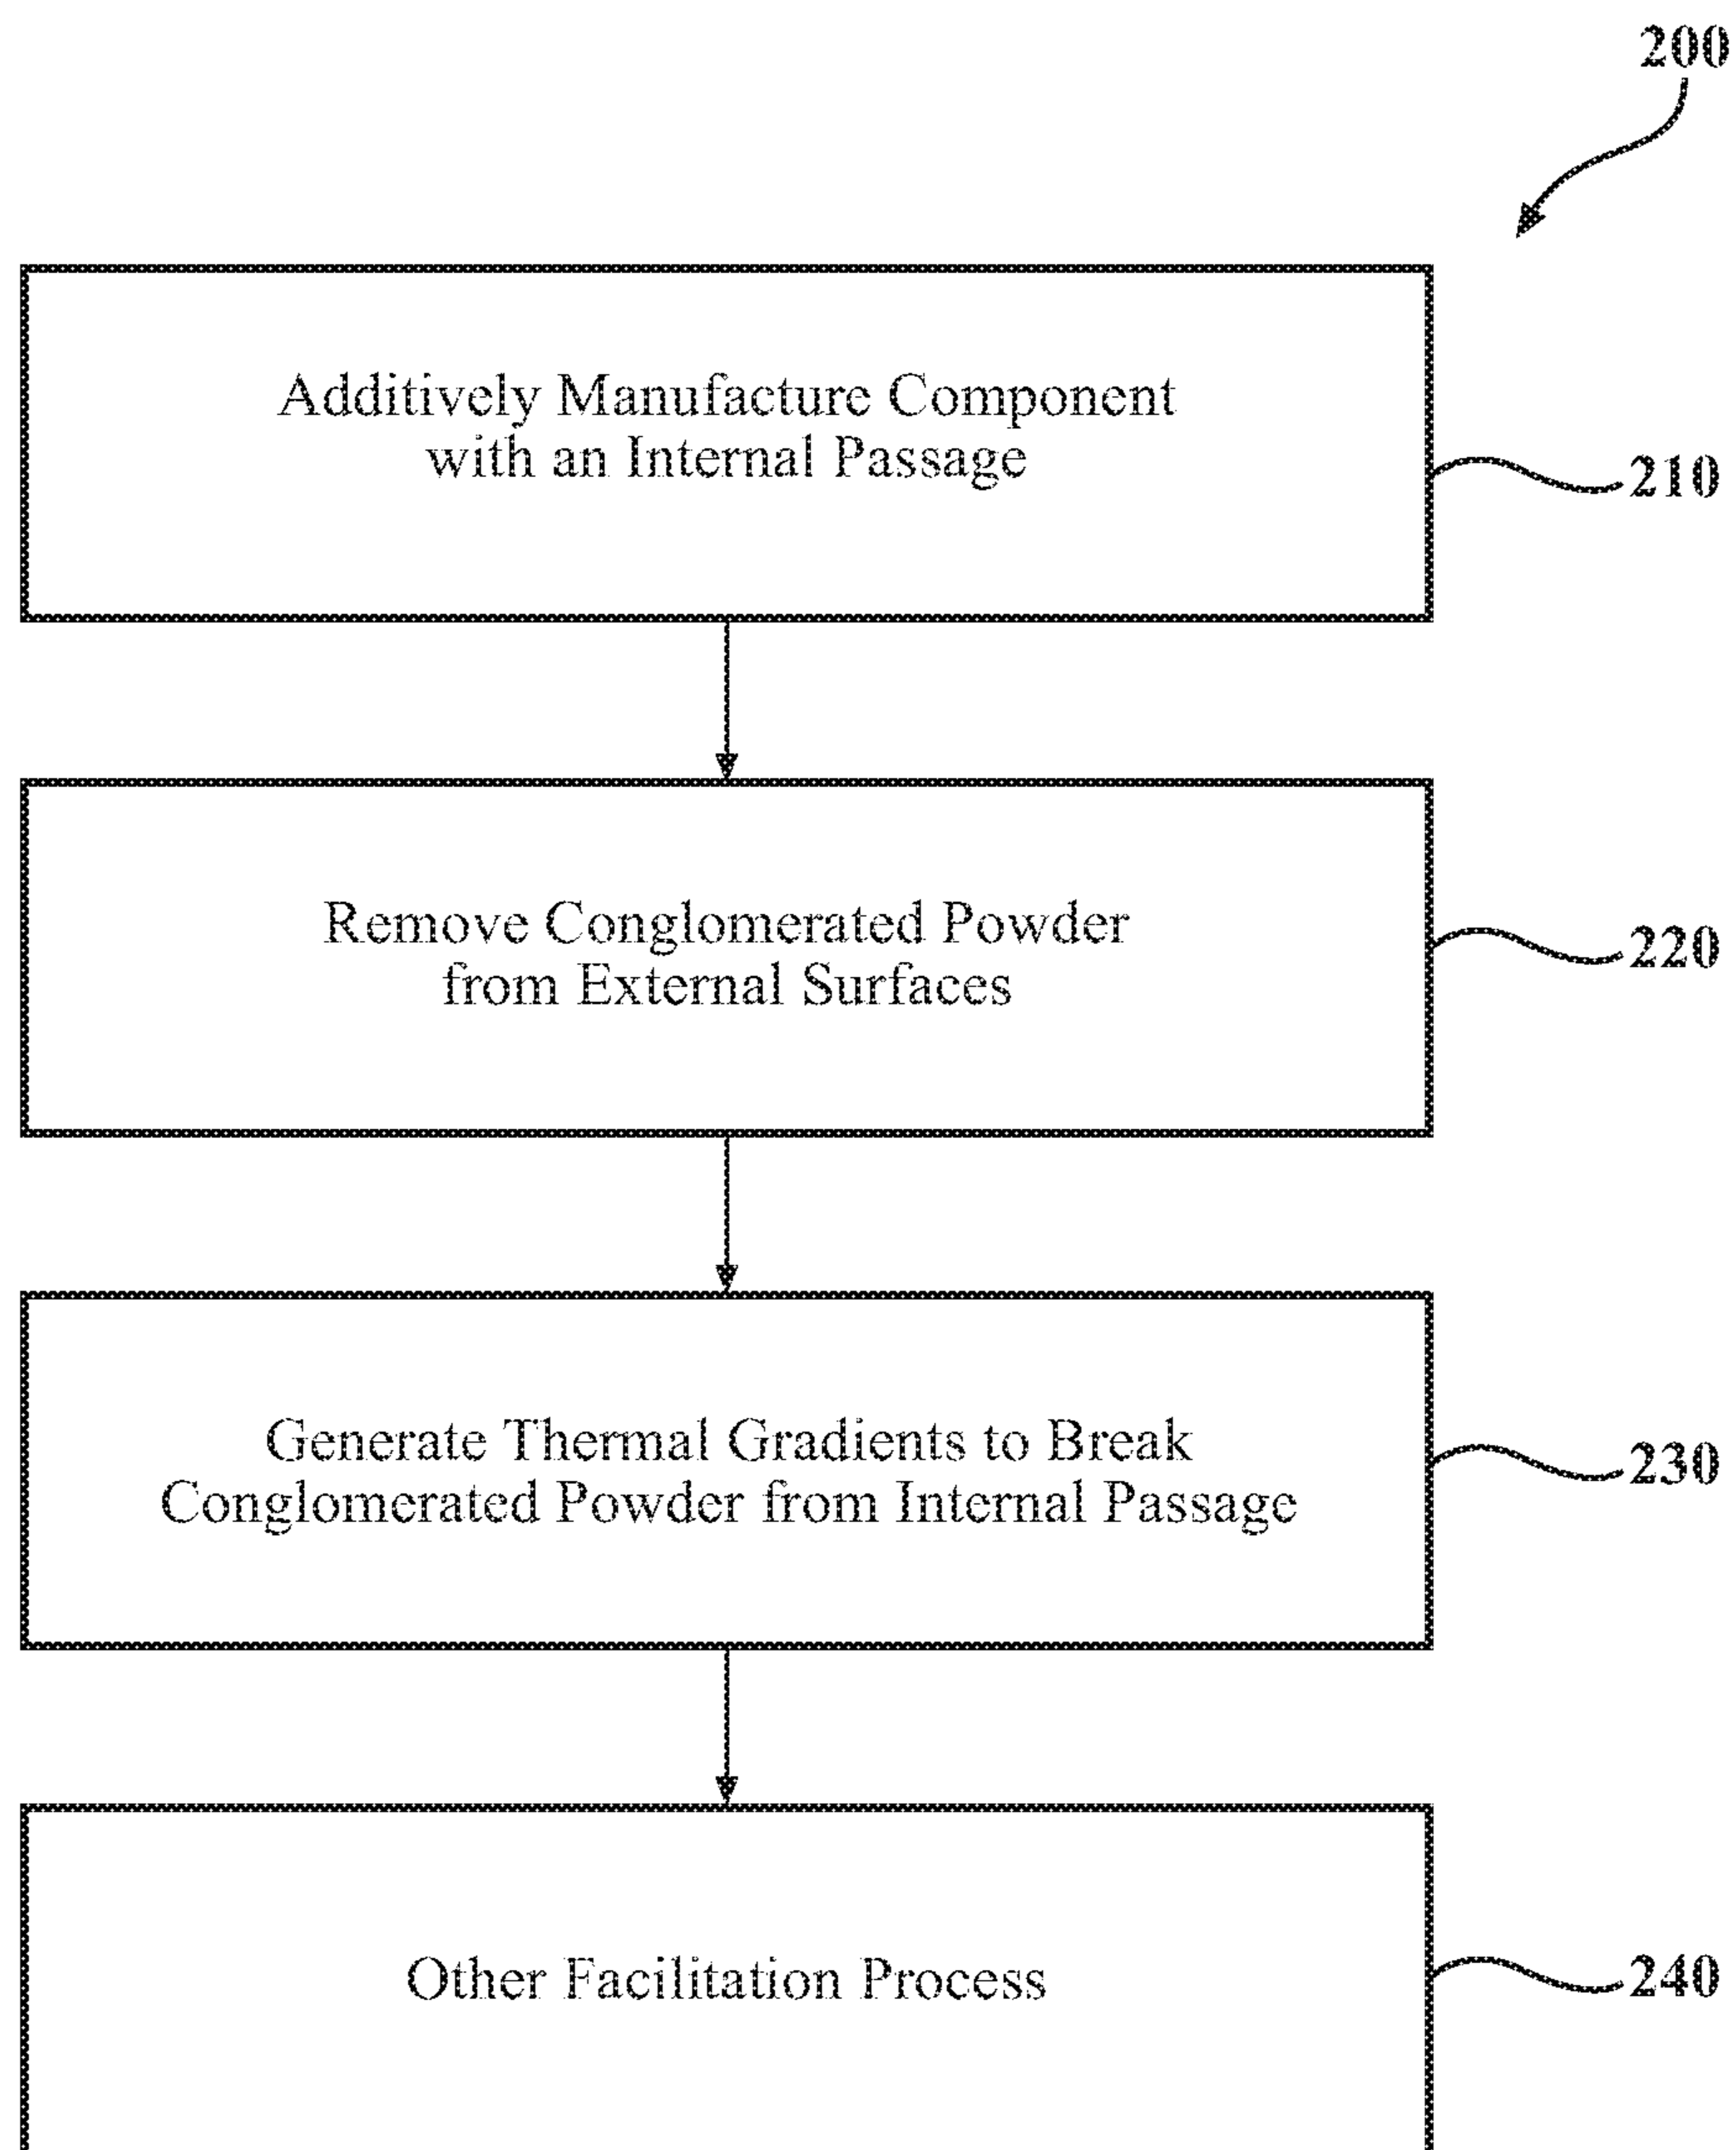 200
Additively Manufacture Component
with an Internal Passage
210
Remove Conglomerated Powder
from External Surfaces
220
Generate Thermal Gradients to Break
Conglomerated Powder from Internal Passage
230
Other Facilitation Process
240